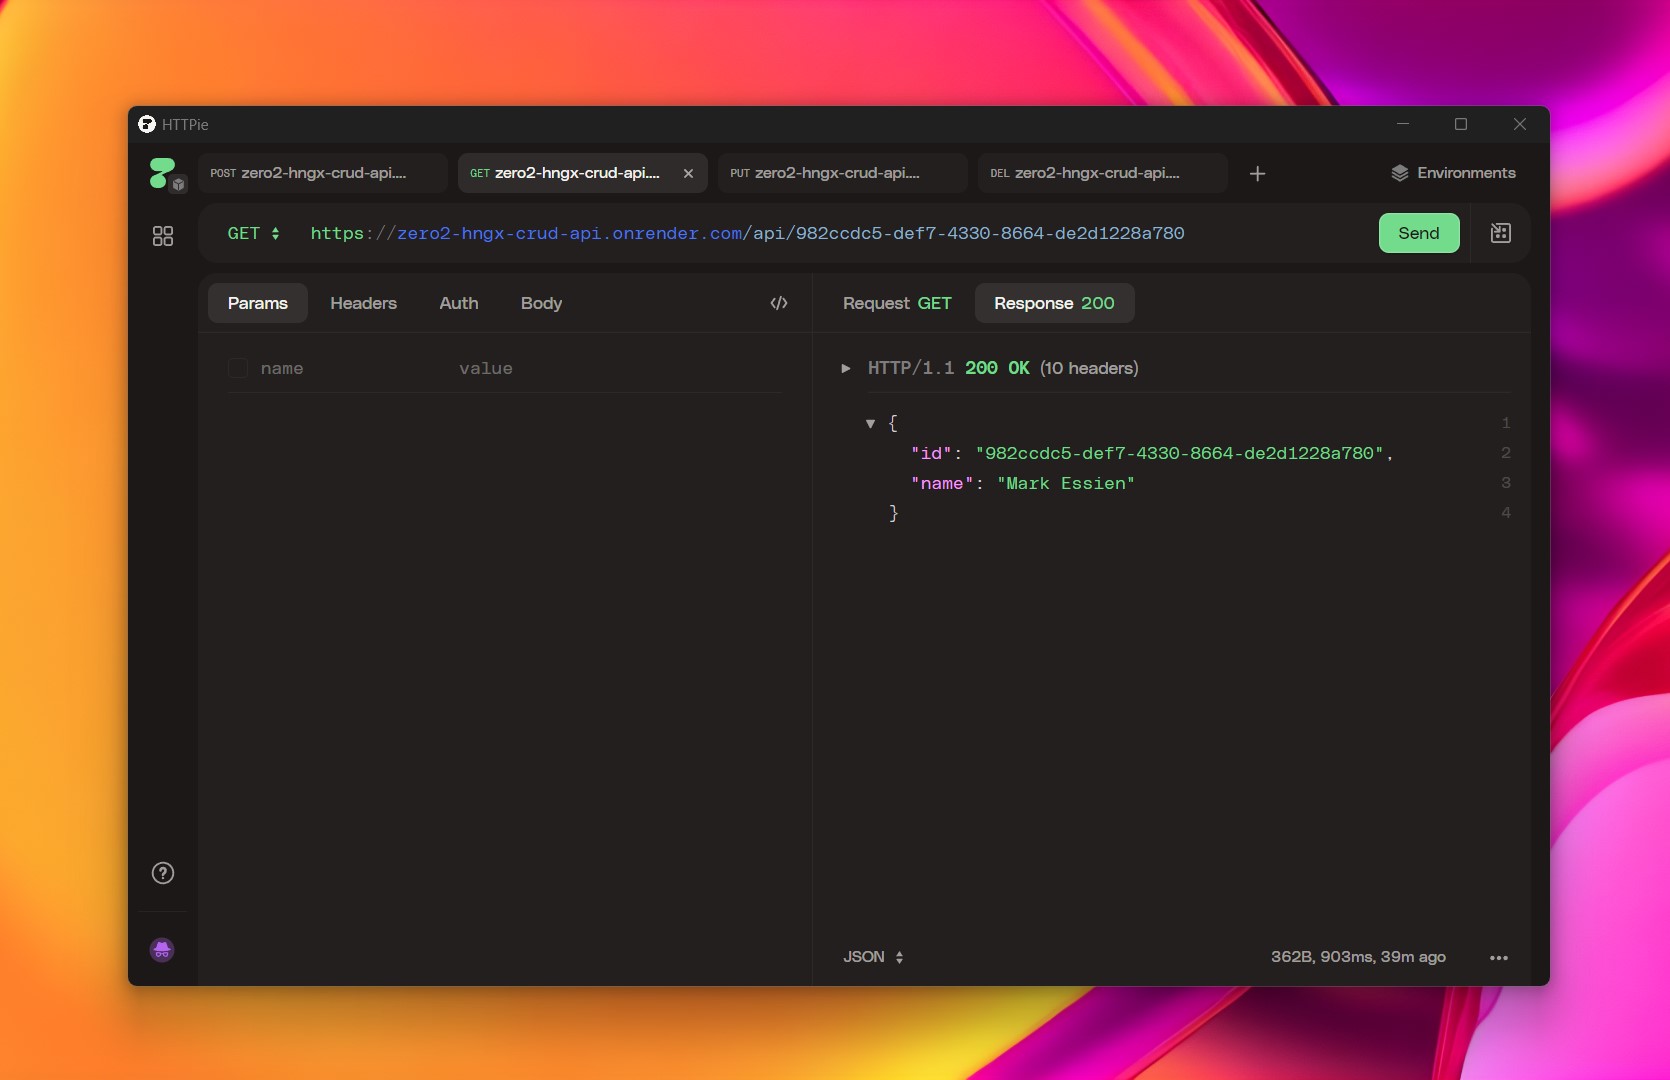 HTTPie
POST zero2-hngx-crud-api....
GET zero2-hngx-crud-api....
PUT zero2-hngx-crud-api....
DEL zero2-hngx-crud-api....
Environments
GET https://zero2-hngx-crud-api.onrender.com/api/982ccdc5-def7-4330-8664-de2d1228a780
Send
Params Headers Auth Body </>
Request GET Response 200
name value
HTTP/1.1 200 OK (10 headers)
{ 1
"id": "982ccdc5-def7-4330-8664-de2d1228a780", 2
"name": "Mark Essien" 3
} 4
JSON
362B, 903ms, 39m ago